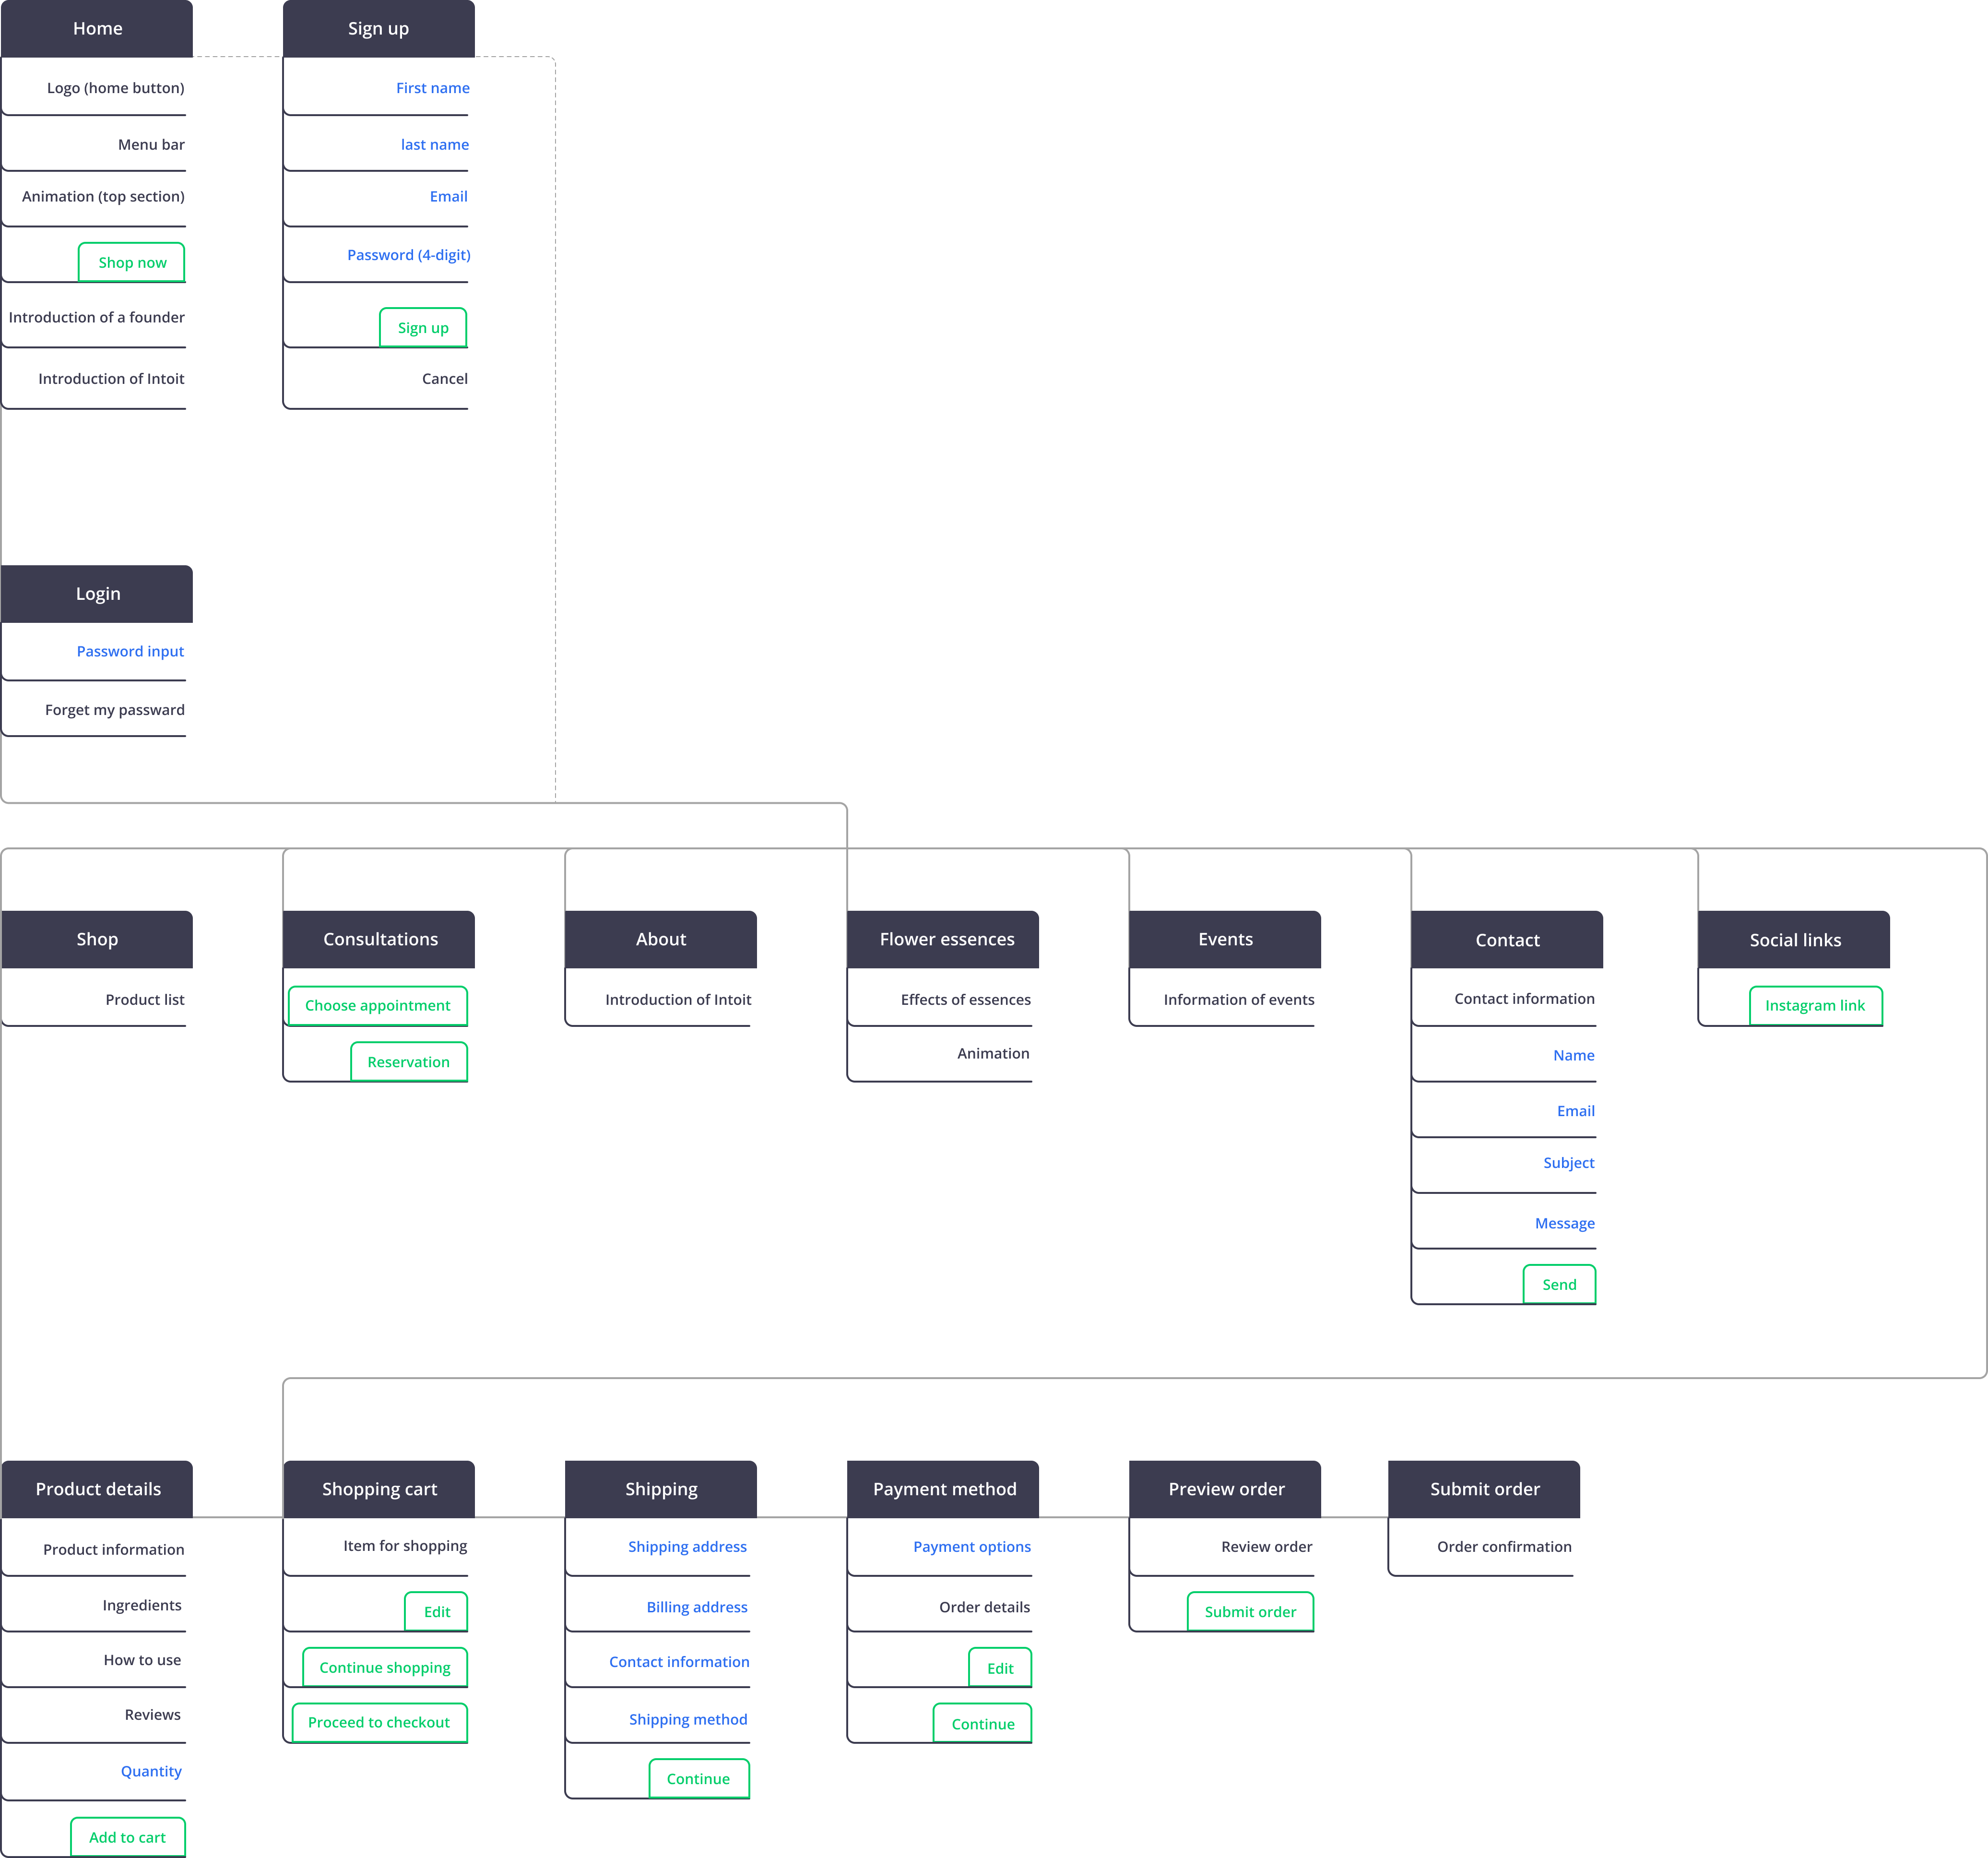 Home
Logo (home button)
Menu bar
Animation (top section)
Shop now
Introduction of a founder
Introduction of Intoit
Sign up
First name
last name
Email
Password (4-digit)
Sign up
Cancel
Login
Password input
Forget my passward
Shop
Product list
Consultations
Choose appointment
Reservation
About
Introduction of Intoit
Flower essences
Effects of essences
Animation
Events
Information of events
Contact
Contact information
Name
Email
Subject
Message
Send
Social links
Instagram link
Product details
Product information
Ingredients
How to use
Reviews
Quantity
Add to cart
Shopping cart
Item for shopping
Edit
Continue shopping
Proceed to checkout
Shipping
Shipping address
Billing address
Contact information
Shipping method
Continue
Payment method
Payment options
Order details
Edit
Continue
Preview order
Review order
Submit order
Submit order
Order confirmation